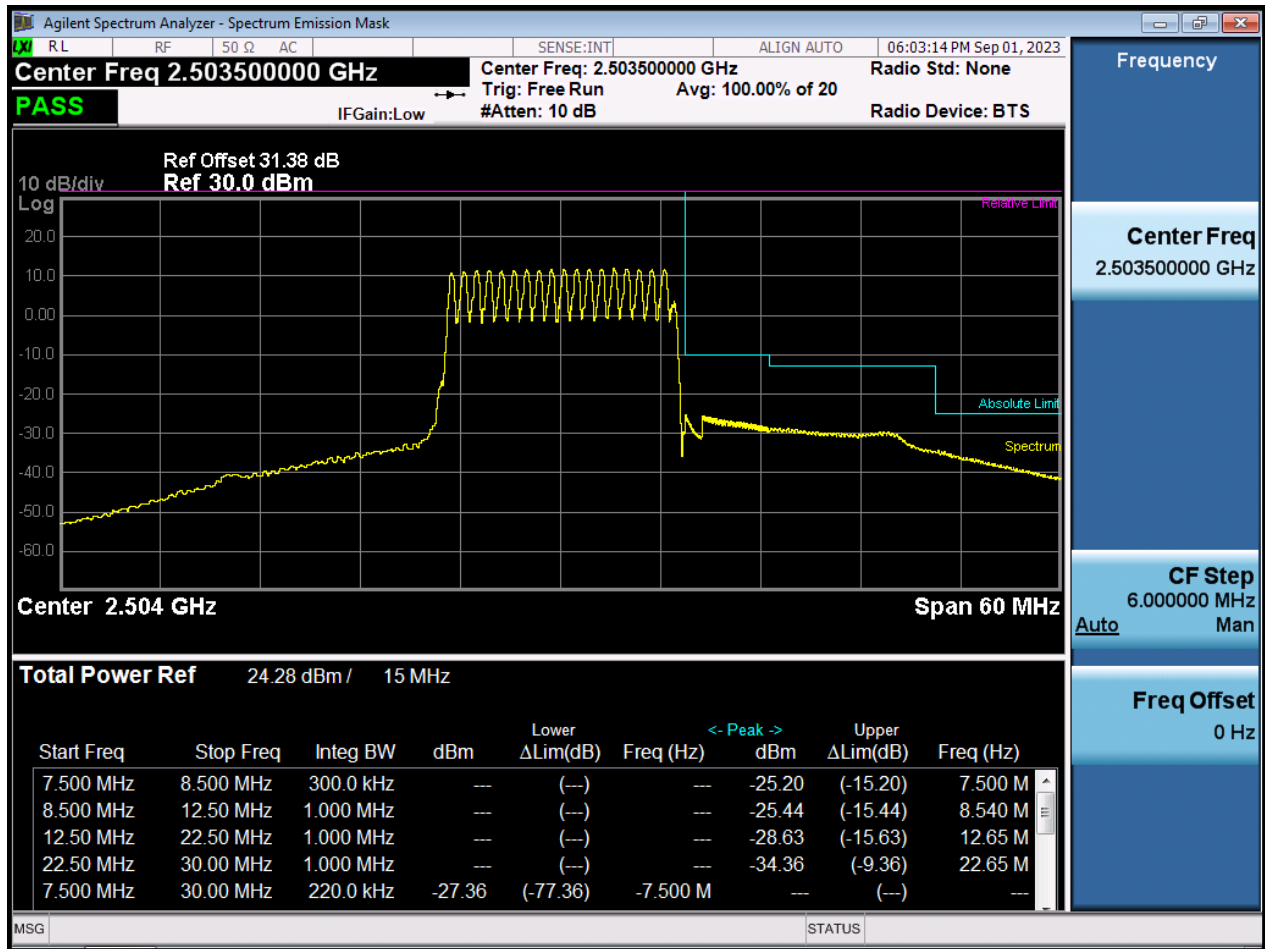 Agilent Spectrum Analyzer - Spectrum Emission Mask
LXI RL RF 50 Ω AC SENSE:INT ALIGN AUTO 06:03:14 PM Sep 01, 2023
Center Freq 2.503500000 GHz
Center Freq: 2.503500000 GHz Radio Std: None
Trig: Free Run Avg: 100.00% of 20
PASS IFGain:Low #Atten: 10 dB Radio Device: BTS
Ref Offset 31.38 dB
10 dB/div Ref 30.0 dBm
Log
Relative Limit
20.0
10.0
0.00
-10.0
-20.0
Absolute Limit
-30.0
Spectrum
-40.0
-50.0
-60.0
Center 2.504 GHz Span 60 MHz
Total Power Ref 24.28 dBm / 15 MHz
Lower <- Peak -> Upper
Start Freq Stop Freq Integ BW dBm ΔLim(dB) Freq (Hz) dBm ΔLim(dB) Freq (Hz)
7.500 MHz 8.500 MHz 300.0 kHz --- (---) --- -25.20 (-15.20) 7.500 M
8.500 MHz 12.50 MHz 1.000 MHz --- (---) --- -25.44 (-15.44) 8.540 M
12.50 MHz 22.50 MHz 1.000 MHz --- (---) --- -28.63 (-15.63) 12.65 M
22.50 MHz 30.00 MHz 1.000 MHz --- (---) --- -34.36 (-9.36) 22.65 M
7.500 MHz 30.00 MHz 220.0 kHz -27.36 (-77.36) -7.500 M --- (---) ---
MSG STATUS
Frequency
Center Freq
2.503500000 GHz
CF Step
6.000000 MHz
Auto Man
Freq Offset
0 Hz